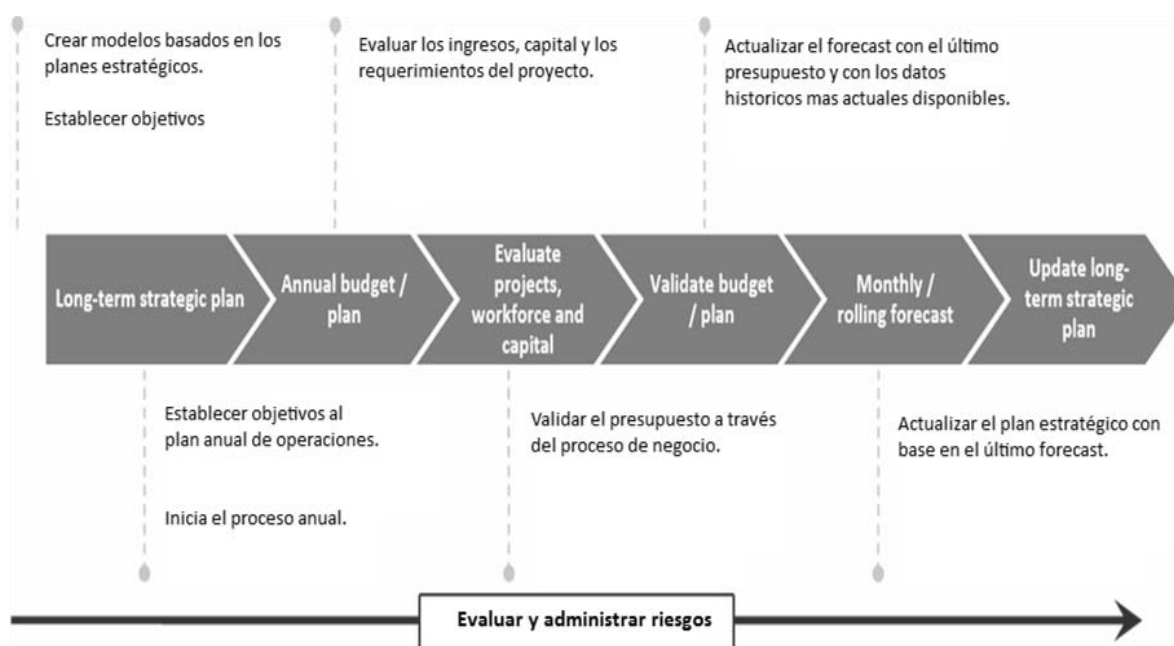 Crear modelos basados en los
planes estratégicos.
Establecer objetivos
Evaluar los ingresos, capital y los
requerimientos del proyecto.
Actualizar el forecast con el último
presupuesto y con los datos
historicos mas actuales disponibles.
Long-term strategic plan
Annual budget /
plan
Evaluate
projects,
workforce and
capital
Validate budget
/ plan
Monthly /
rolling forecast
Update long-
term strategic
plan
Establecer objetivos al
plan anual de operaciones.
Inicia el proceso anual.
Validar el presupuesto a través
del proceso de negocio.
Actualizar el plan estratégico con
base en el último forecast.
Evaluar y administrar riesgos